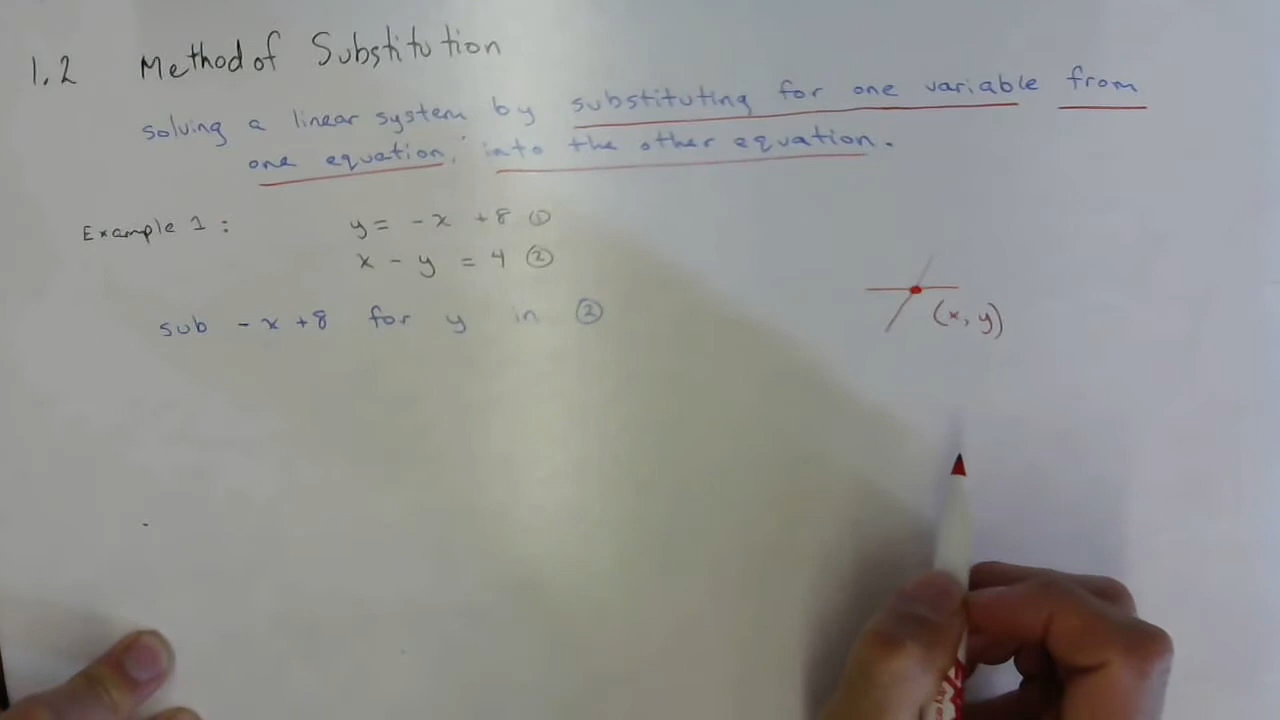 1.2 Method of Substitution
solving a linear system by substituting for one variable from
one equation, into the other equation.
Example 1: y = -x +8 ①
x - y = 4 ②
sub -x +8 for y in ②
(x, y)